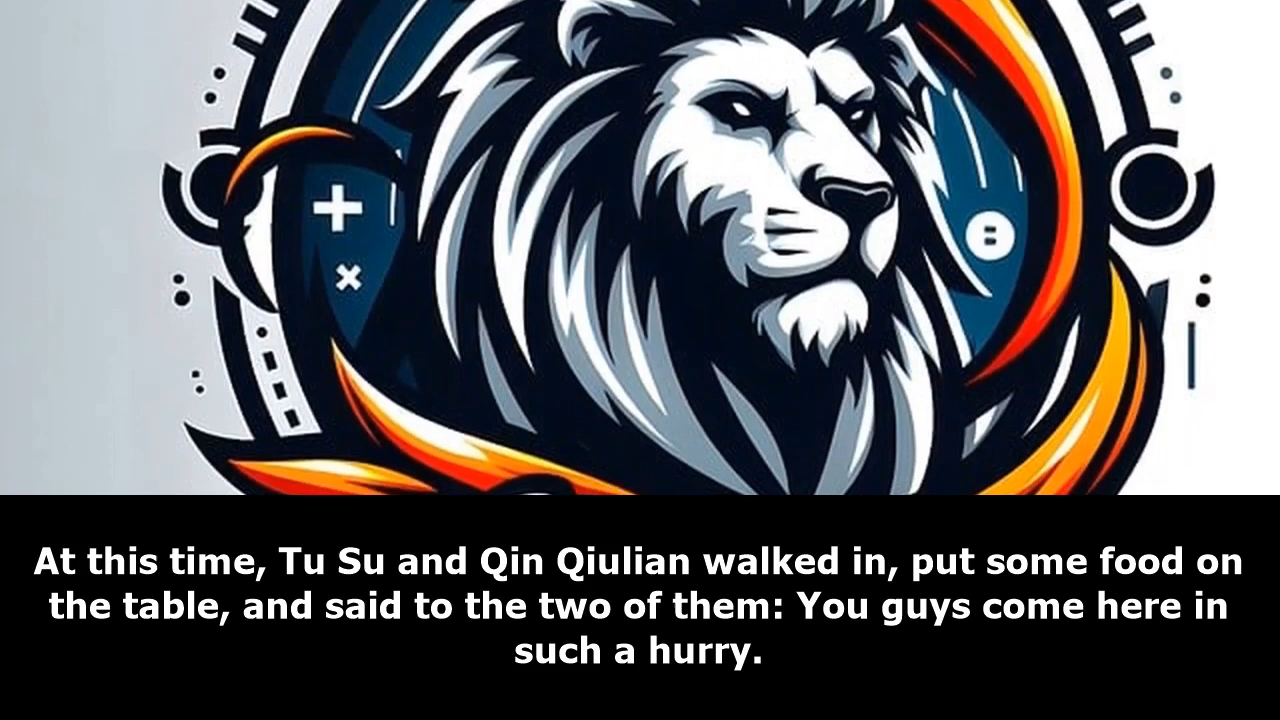 At this time, Tu Su and Qin Qiulian walked in, put some food on
the table, and said to the two of them: You guys come here in
such a hurry.